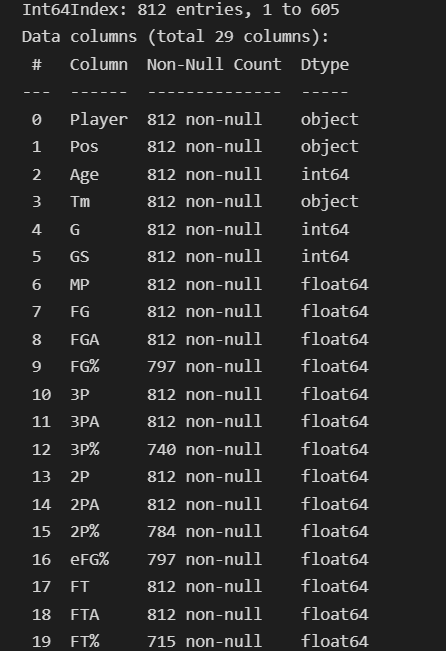 Int64Index: 812 entries, 1 to 605
Data columns (total 29 columns):
 #   Column  Non-Null Count  Dtype
---  ------  --------------  -----
 0   Player  812 non-null    object
 1   Pos     812 non-null    object
 2   Age     812 non-null    int64
 3   Tm      812 non-null    object
 4   G       812 non-null    int64
 5   GS      812 non-null    int64
 6   MP      812 non-null    float64
 7   FG      812 non-null    float64
 8   FGA     812 non-null    float64
 9   FG%     797 non-null    float64
 10  3P      812 non-null    float64
 11  3PA     812 non-null    float64
 12  3P%     740 non-null    float64
 13  2P      812 non-null    float64
 14  2PA     812 non-null    float64
 15  2P%     784 non-null    float64
 16  eFG%    797 non-null    float64
 17  FT      812 non-null    float64
 18  FTA     812 non-null    float64
 19  FT%     715 non-null    float64